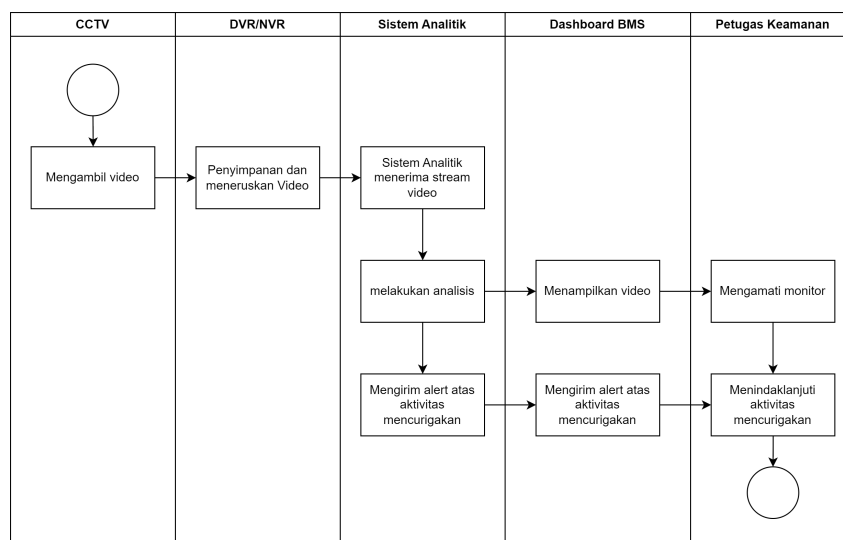 CCTV
DVR/NVR
Sistem Analitik
Dashboard BMS
Petugas Keamanan
Mengambil video
Penyimpanan dan
meneruskan Video
Sistem Analitik
menerima stream
video
melakukan analisis
Menampilkan video
Mengamati monitor
Mengirim alert atas
aktivitas
mencurigakan
Mengirim alert atas
aktivitas
mencurigakan
Menindaklanjuti
aktivitas
mencurigakan